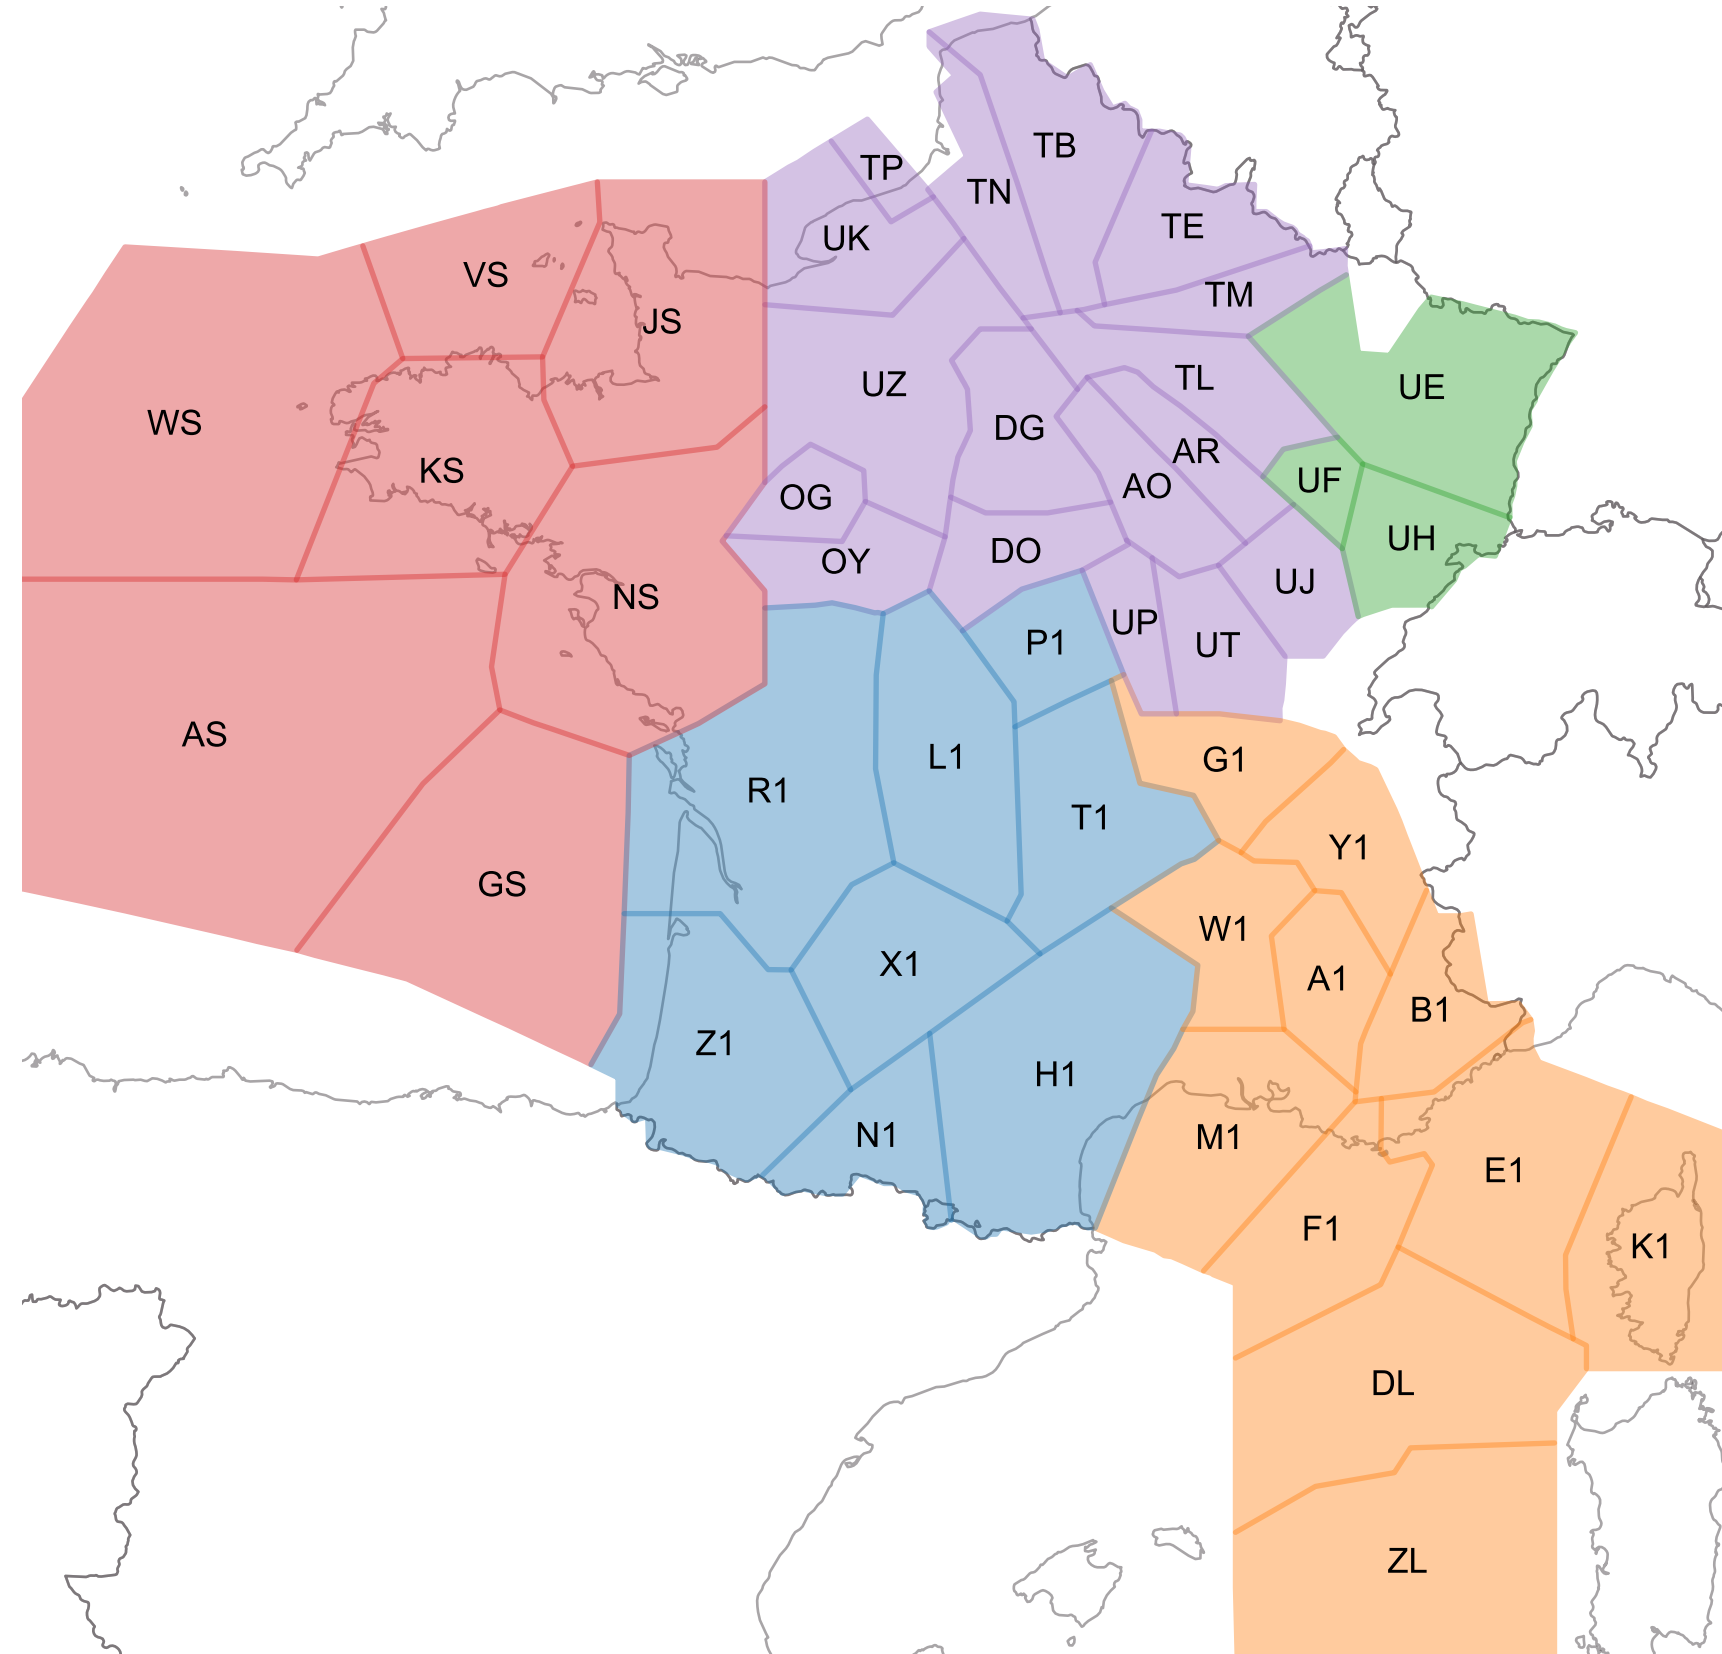 TB
TP
TN
TE
UK
VS
TM
JS
TL
UZ
UE
WS
DG
AR
KS
UF
AO
OG
UH
DO
OY
UJ
NS
UP
P1
UT
AS
L1
G1
R1
T1
Y1
GS
W1
X1
A1
B1
Z1
H1
N1
M1
E1
F1
K1
DL
ZL